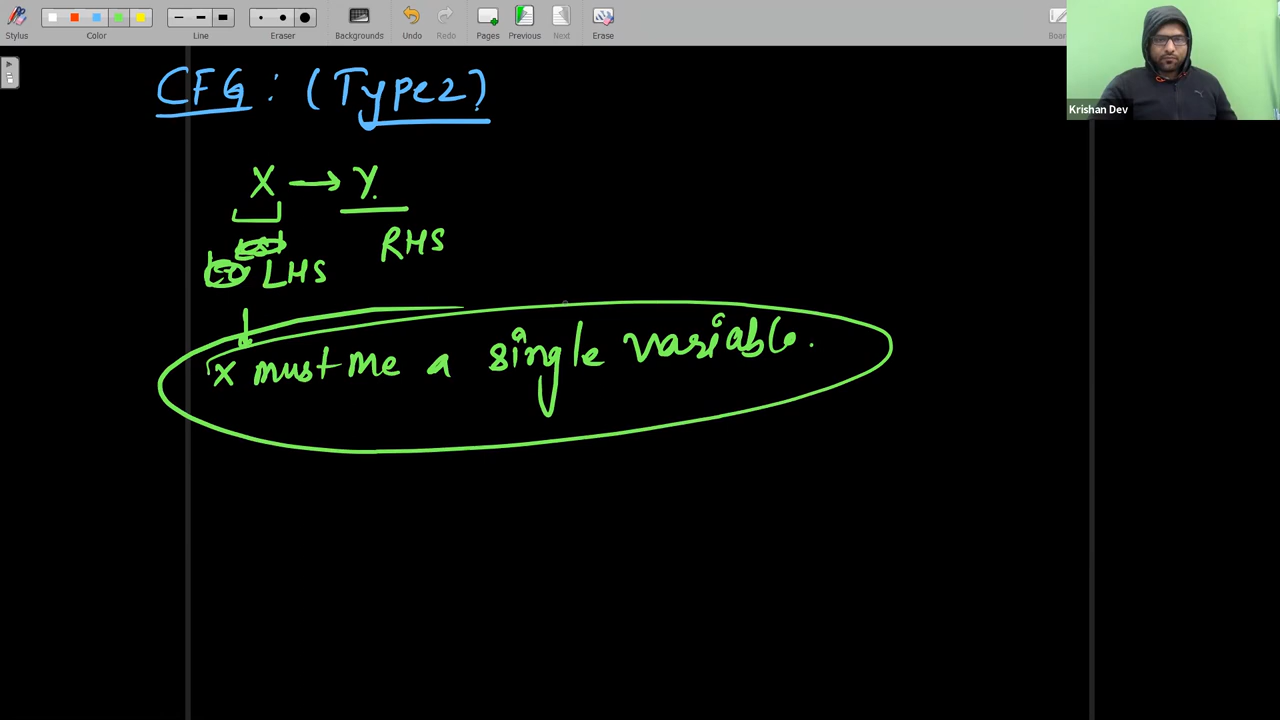 Stylus
Color
Line
Eraser
Backgrounds
Undo
Redo
Pages
Previous
Next
Erase
Krishan Dev
CFG : (Type2)
X → Y
RHS
LHS
x must me a single variable.